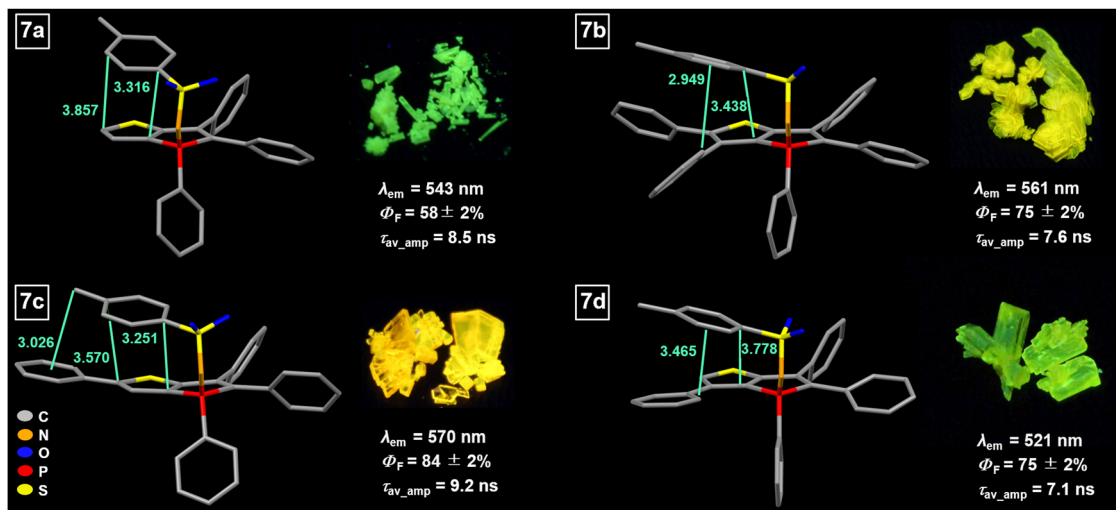 7a
3.316
3.857
λem = 543 nm
ΦF = 58 ± 2%
τav_amp = 8.5 ns
7b
2.949
3.438
λem = 561 nm
ΦF = 75 ± 2%
τav_amp = 7.6 ns
7c
3.026
3.251
3.570
C
N
O
P
S
λem = 570 nm
ΦF = 84 ± 2%
τav_amp = 9.2 ns
7d
3.465
3.778
λem = 521 nm
ΦF = 75 ± 2%
τav_amp = 7.1 ns